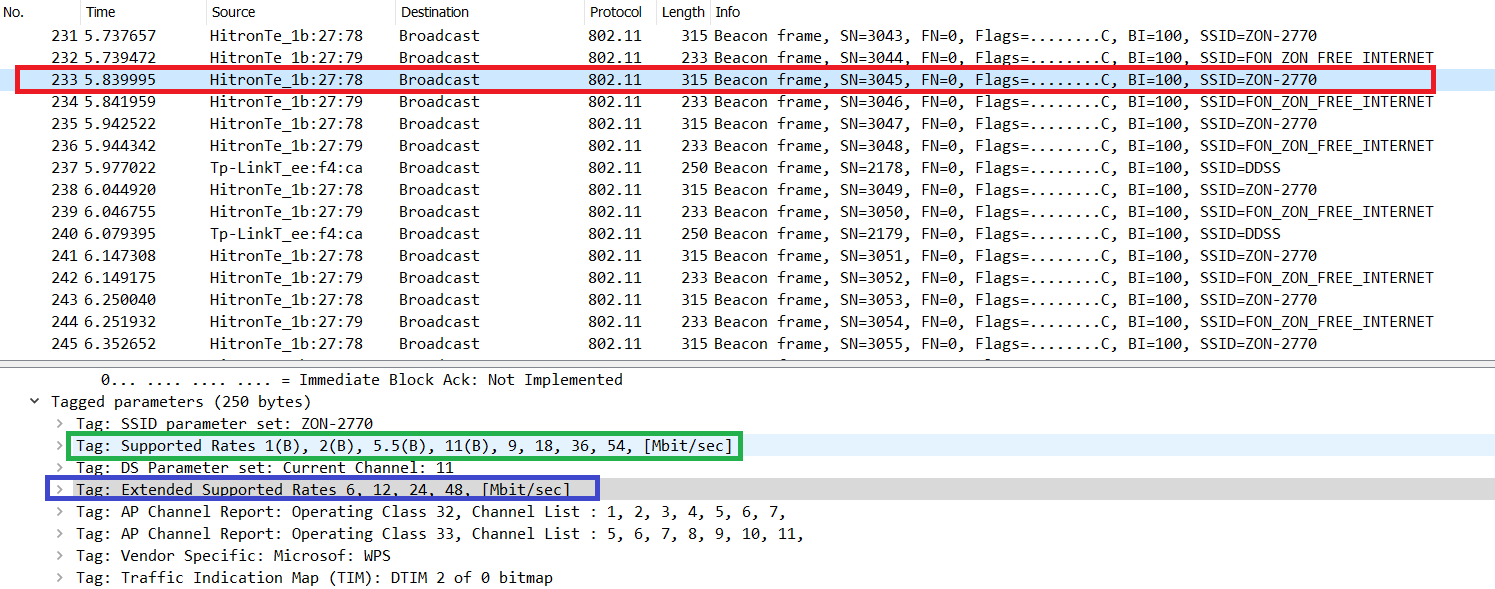 No. Time Source Destination Protocol Length Info
231 5.737657 HitronTe_1b:27:78 Broadcast 802.11 315 Beacon frame, SN=3043, FN=0, Flags=........C, BI=100, SSID=ZON-2770
232 5.739472 HitronTe_1b:27:79 Broadcast 802.11 233 Beacon frame, SN=3044, FN=0, Flags=........C, BI=100, SSID=FON_ZON_FREE_INTERNET
233 5.839995 HitronTe_1b:27:78 Broadcast 802.11 315 Beacon frame, SN=3045, FN=0, Flags=........C, BI=100, SSID=ZON-2770
234 5.841959 HitronTe_1b:27:79 Broadcast 802.11 233 Beacon frame, SN=3046, FN=0, Flags=........C, BI=100, SSID=FON_ZON_FREE_INTERNET
235 5.942522 HitronTe_1b:27:78 Broadcast 802.11 315 Beacon frame, SN=3047, FN=0, Flags=........C, BI=100, SSID=ZON-2770
236 5.944342 HitronTe_1b:27:79 Broadcast 802.11 233 Beacon frame, SN=3048, FN=0, Flags=........C, BI=100, SSID=FON_ZON_FREE_INTERNET
237 5.977022 Tp-LinkT_ee:f4:ca Broadcast 802.11 250 Beacon frame, SN=2178, FN=0, Flags=........C, BI=100, SSID=DDSS
238 6.044920 HitronTe_1b:27:78 Broadcast 802.11 315 Beacon frame, SN=3049, FN=0, Flags=........C, BI=100, SSID=ZON-2770
239 6.046755 HitronTe_1b:27:79 Broadcast 802.11 233 Beacon frame, SN=3050, FN=0, Flags=........C, BI=100, SSID=FON_ZON_FREE_INTERNET
240 6.079395 Tp-LinkT_ee:f4:ca Broadcast 802.11 250 Beacon frame, SN=2179, FN=0, Flags=........C, BI=100, SSID=DDSS
241 6.147308 HitronTe_1b:27:78 Broadcast 802.11 315 Beacon frame, SN=3051, FN=0, Flags=........C, BI=100, SSID=ZON-2770
242 6.149175 HitronTe_1b:27:79 Broadcast 802.11 233 Beacon frame, SN=3052, FN=0, Flags=........C, BI=100, SSID=FON_ZON_FREE_INTERNET
243 6.250040 HitronTe_1b:27:78 Broadcast 802.11 315 Beacon frame, SN=3053, FN=0, Flags=........C, BI=100, SSID=ZON-2770
244 6.251932 HitronTe_1b:27:79 Broadcast 802.11 233 Beacon frame, SN=3054, FN=0, Flags=........C, BI=100, SSID=FON_ZON_FREE_INTERNET
245 6.352652 HitronTe_1b:27:78 Broadcast 802.11 315 Beacon frame, SN=3055, FN=0, Flags=........C, BI=100, SSID=ZON-2770
0... .... .... .... = Immediate Block Ack: Not Implemented
Tagged parameters (250 bytes)
Tag: SSID parameter set: ZON-2770
Tag: Supported Rates 1(B), 2(B), 5.5(B), 11(B), 9, 18, 36, 54, [Mbit/sec]
Tag: DS Parameter set: Current Channel: 11
Tag: Extended Supported Rates 6, 12, 24, 48, [Mbit/sec]
Tag: AP Channel Report: Operating Class 32, Channel List : 1, 2, 3, 4, 5, 6, 7,
Tag: AP Channel Report: Operating Class 33, Channel List : 5, 6, 7, 8, 9, 10, 11,
Tag: Vendor Specific: Microsof: WPS
Tag: Traffic Indication Map (TIM): DTIM 2 of 0 bitmap